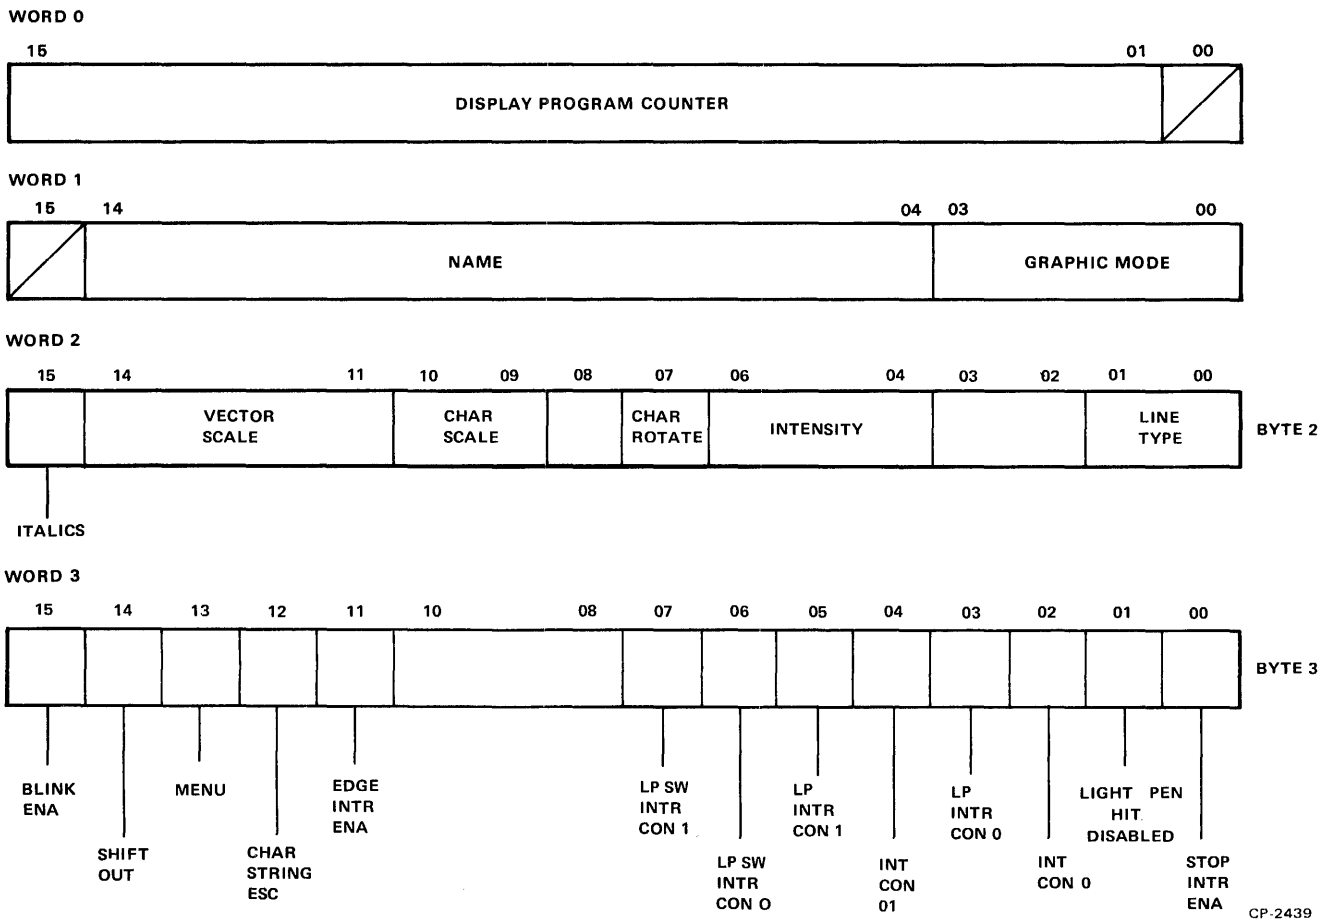 WORD 0
15 01 00
DISPLAY PROGRAM COUNTER
WORD 1
15 14 04 03 00
NAME GRAPHIC MODE
WORD 2
15 14 11 10 09 08 07 06 04 03 02 01 00
VECTOR
SCALE
CHAR
SCALE
CHAR
ROTATE
INTENSITY
LINE
TYPE
BYTE 2
ITALICS
WORD 3
15 14 13 12 11 10 08 07 06 05 04 03 02 01 00
BYTE 3
BLINK
ENA
SHIFT
OUT
MENU
CHAR
STRING
ESC
EDGE
INTR
ENA
LP SW
INTR
CON 1
LP SW
INTR
CON O
LP
INTR
CON 1
INT
CON
01
LP
INTR
CON 0
INT
CON 0
LIGHT PEN
HIT
DISABLED
STOP
INTR
ENA
CP-2439